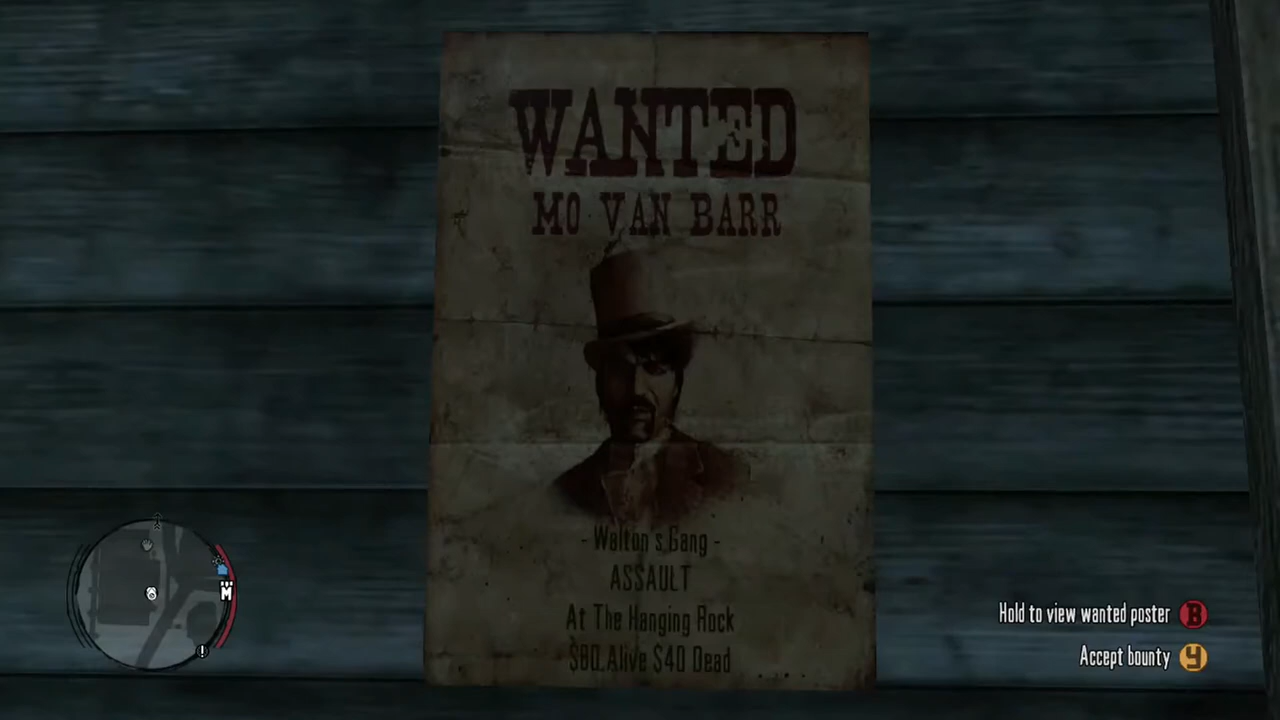 WANTED
MO VAN BARR
- Walton's Gang -
ASSAULT
At The Hanging Rock
$80 Alive $40 Dead
Hold to view wanted poster B
Accept bounty Y
M